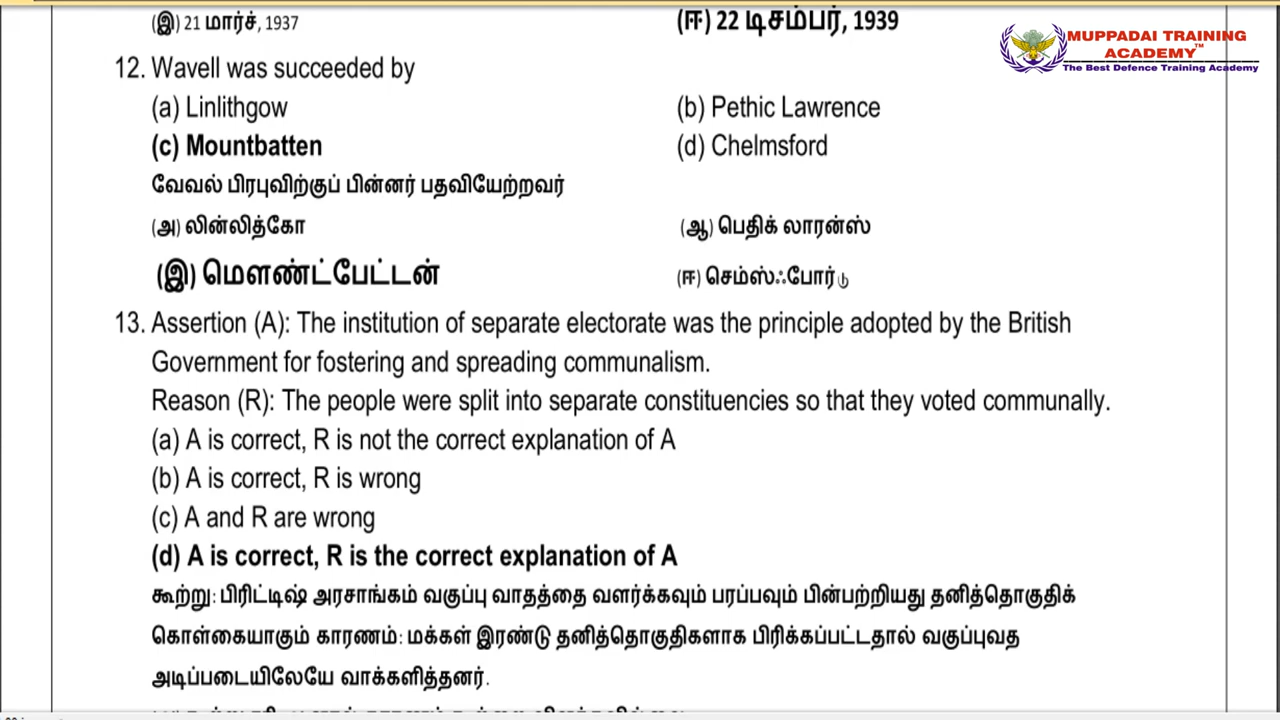 (இ) 21 மார்ச், 1937
(ஈ) 22 டிசம்பர், 1939
MUPPADAI TRAINING
ACADEMY™
The Best Defence Training Academy
12. Wavell was succeeded by
(a) Linlithgow
(b) Pethic Lawrence
(c) Mountbatten
(d) Chelmsford
வேவல் பிரபுவிற்குப் பின்னர் பதவியேற்றவர்
(அ) லின்லித்கோ
(ஆ) பெதிக் லாரன்ஸ்
(இ) மௌண்ட்பேட்டன்
(ஈ) செம்ஸ்ஃபோர்டு
13. Assertion (A): The institution of separate electorate was the principle adopted by the British
Government for fostering and spreading communalism.
Reason (R): The people were split into separate constituencies so that they voted communally.
(a) A is correct, R is not the correct explanation of A
(b) A is correct, R is wrong
(c) A and R are wrong
(d) A is correct, R is the correct explanation of A
கூற்று: பிரிட்டிஷ் அரசாங்கம் வகுப்பு வாதத்தை வளர்க்கவும் பரப்பவும் பின்பற்றியது தனித்தொகுதிக்
கொள்கையாகும் காரணம்: மக்கள் இரண்டு தனித்தொகுதிகளாக பிரிக்கப்பட்டதால் வகுப்புவத
அடிப்படையிலேயே வாக்களித்தனர்.